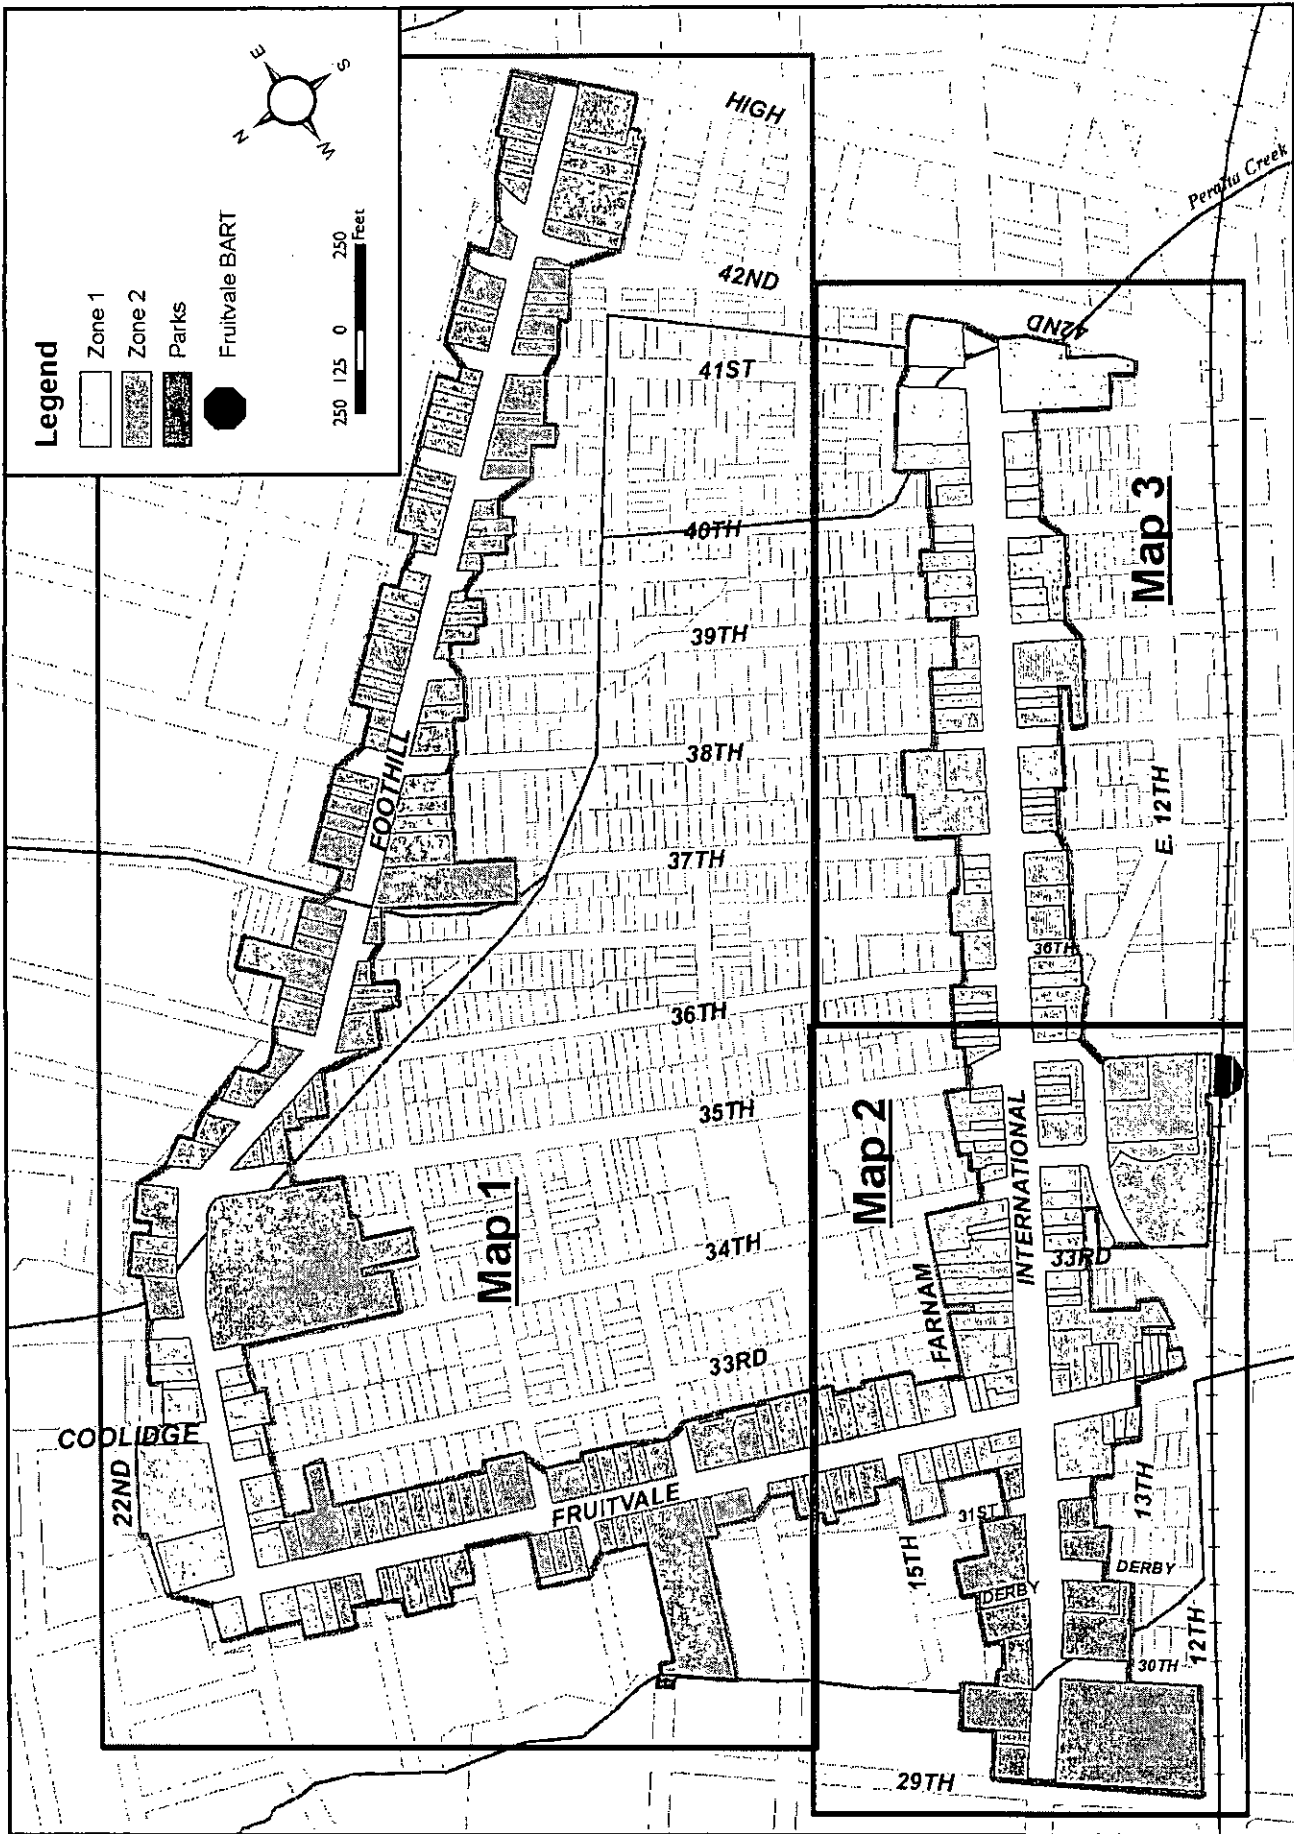 Legend
Zone 1
Zone 2
Parks
Fruitvale BART
250 125 0 250
Feet
N
E
S
W
HIGH
42ND
41ST
40TH
39TH
38TH
37TH
36TH
35TH
34TH
33RD
FOOTHILL
COOLIDGE
22ND
FRUITVALE
Map 1
Map 2
Map 3
Peralta Creek
42ND
E. 12TH
36TH
INTERNATIONAL
33RD
FARNAM
15TH
31ST
DERBY
DERBY
13TH
30TH
12TH
29TH